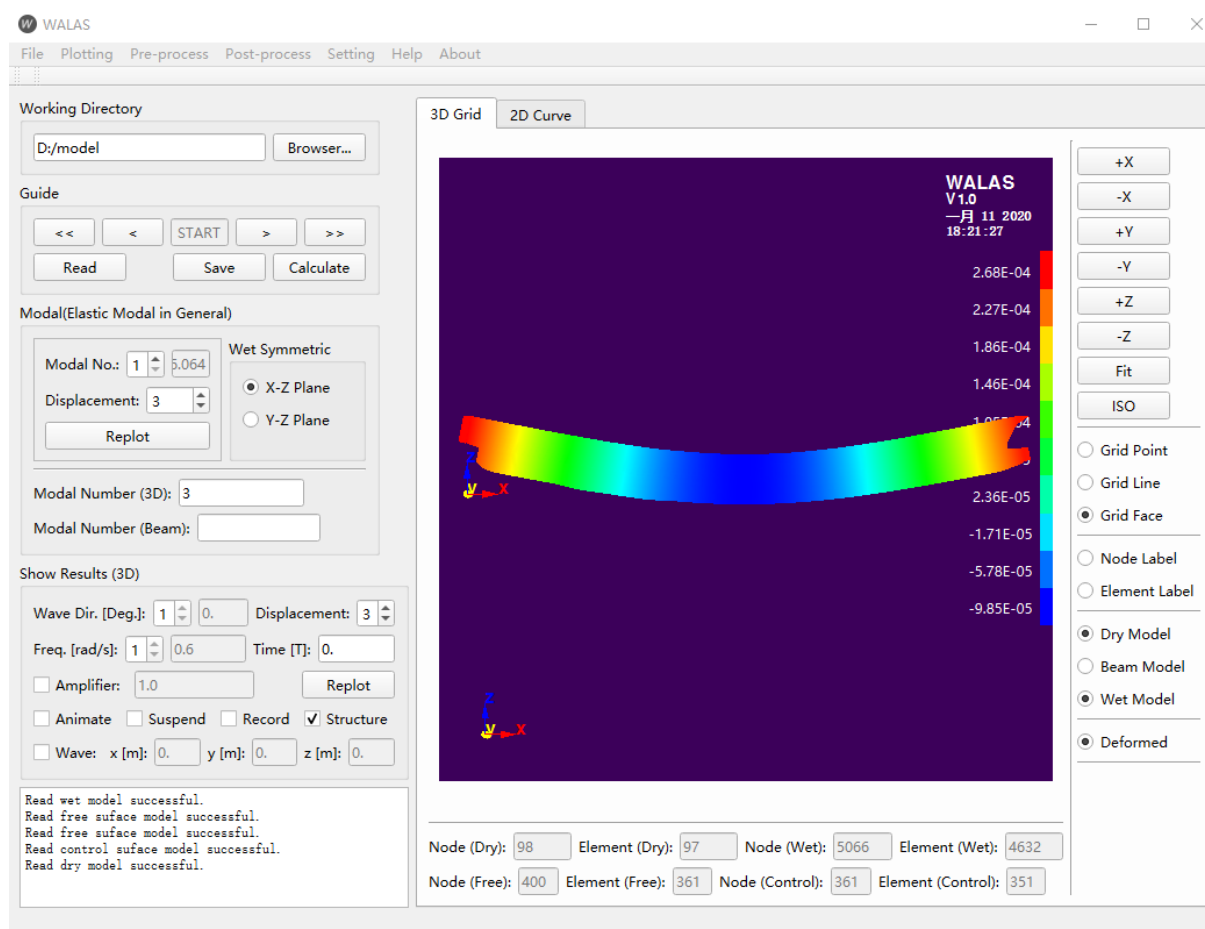 WALAS
File Plotting Pre-process Post-process Setting Help About
Working Directory
D:/model Browser...
Guide
<< < START > >>
Read Save Calculate
Modal(Elastic Modal in General)
Modal No.: 1
Displacement: 3
Replot
Wet Symmetric
X-Z Plane
Y-Z Plane
Modal Number (3D): 3
Modal Number (Beam):
Show Results (3D)
Wave Dir. [Deg.]: 1 0. Displacement: 3
Freq. [rad/s]: 1 0.6 Time [T]: 0.
Amplifier: 1.0 Replot
Animate Suspend Record Structure
Wave: x [m]: 0. y [m]: 0. z [m]: 0.
Read wet model successful.
Read free suface model successful.
Read free suface model successful.
Read control suface model successful.
Read dry model successful.
3D Grid 2D Curve
WALAS
V1.0
一月 11 2020
18:21:27
2.68E-04
2.27E-04
1.86E-04
1.46E-04
2.36E-05
-1.71E-05
-5.78E-05
-9.85E-05
Z
Y X
Z
Y X
Node (Dry): 98 Element (Dry): 97 Node (Wet): 5066 Element (Wet): 4632
Node (Free): 400 Element (Free): 361 Node (Control): 361 Element (Control): 351
+X
-X
+Y
-Y
+Z
-Z
Fit
ISO
Grid Point
Grid Line
Grid Face
Node Label
Element Label
Dry Model
Beam Model
Wet Model
Deformed